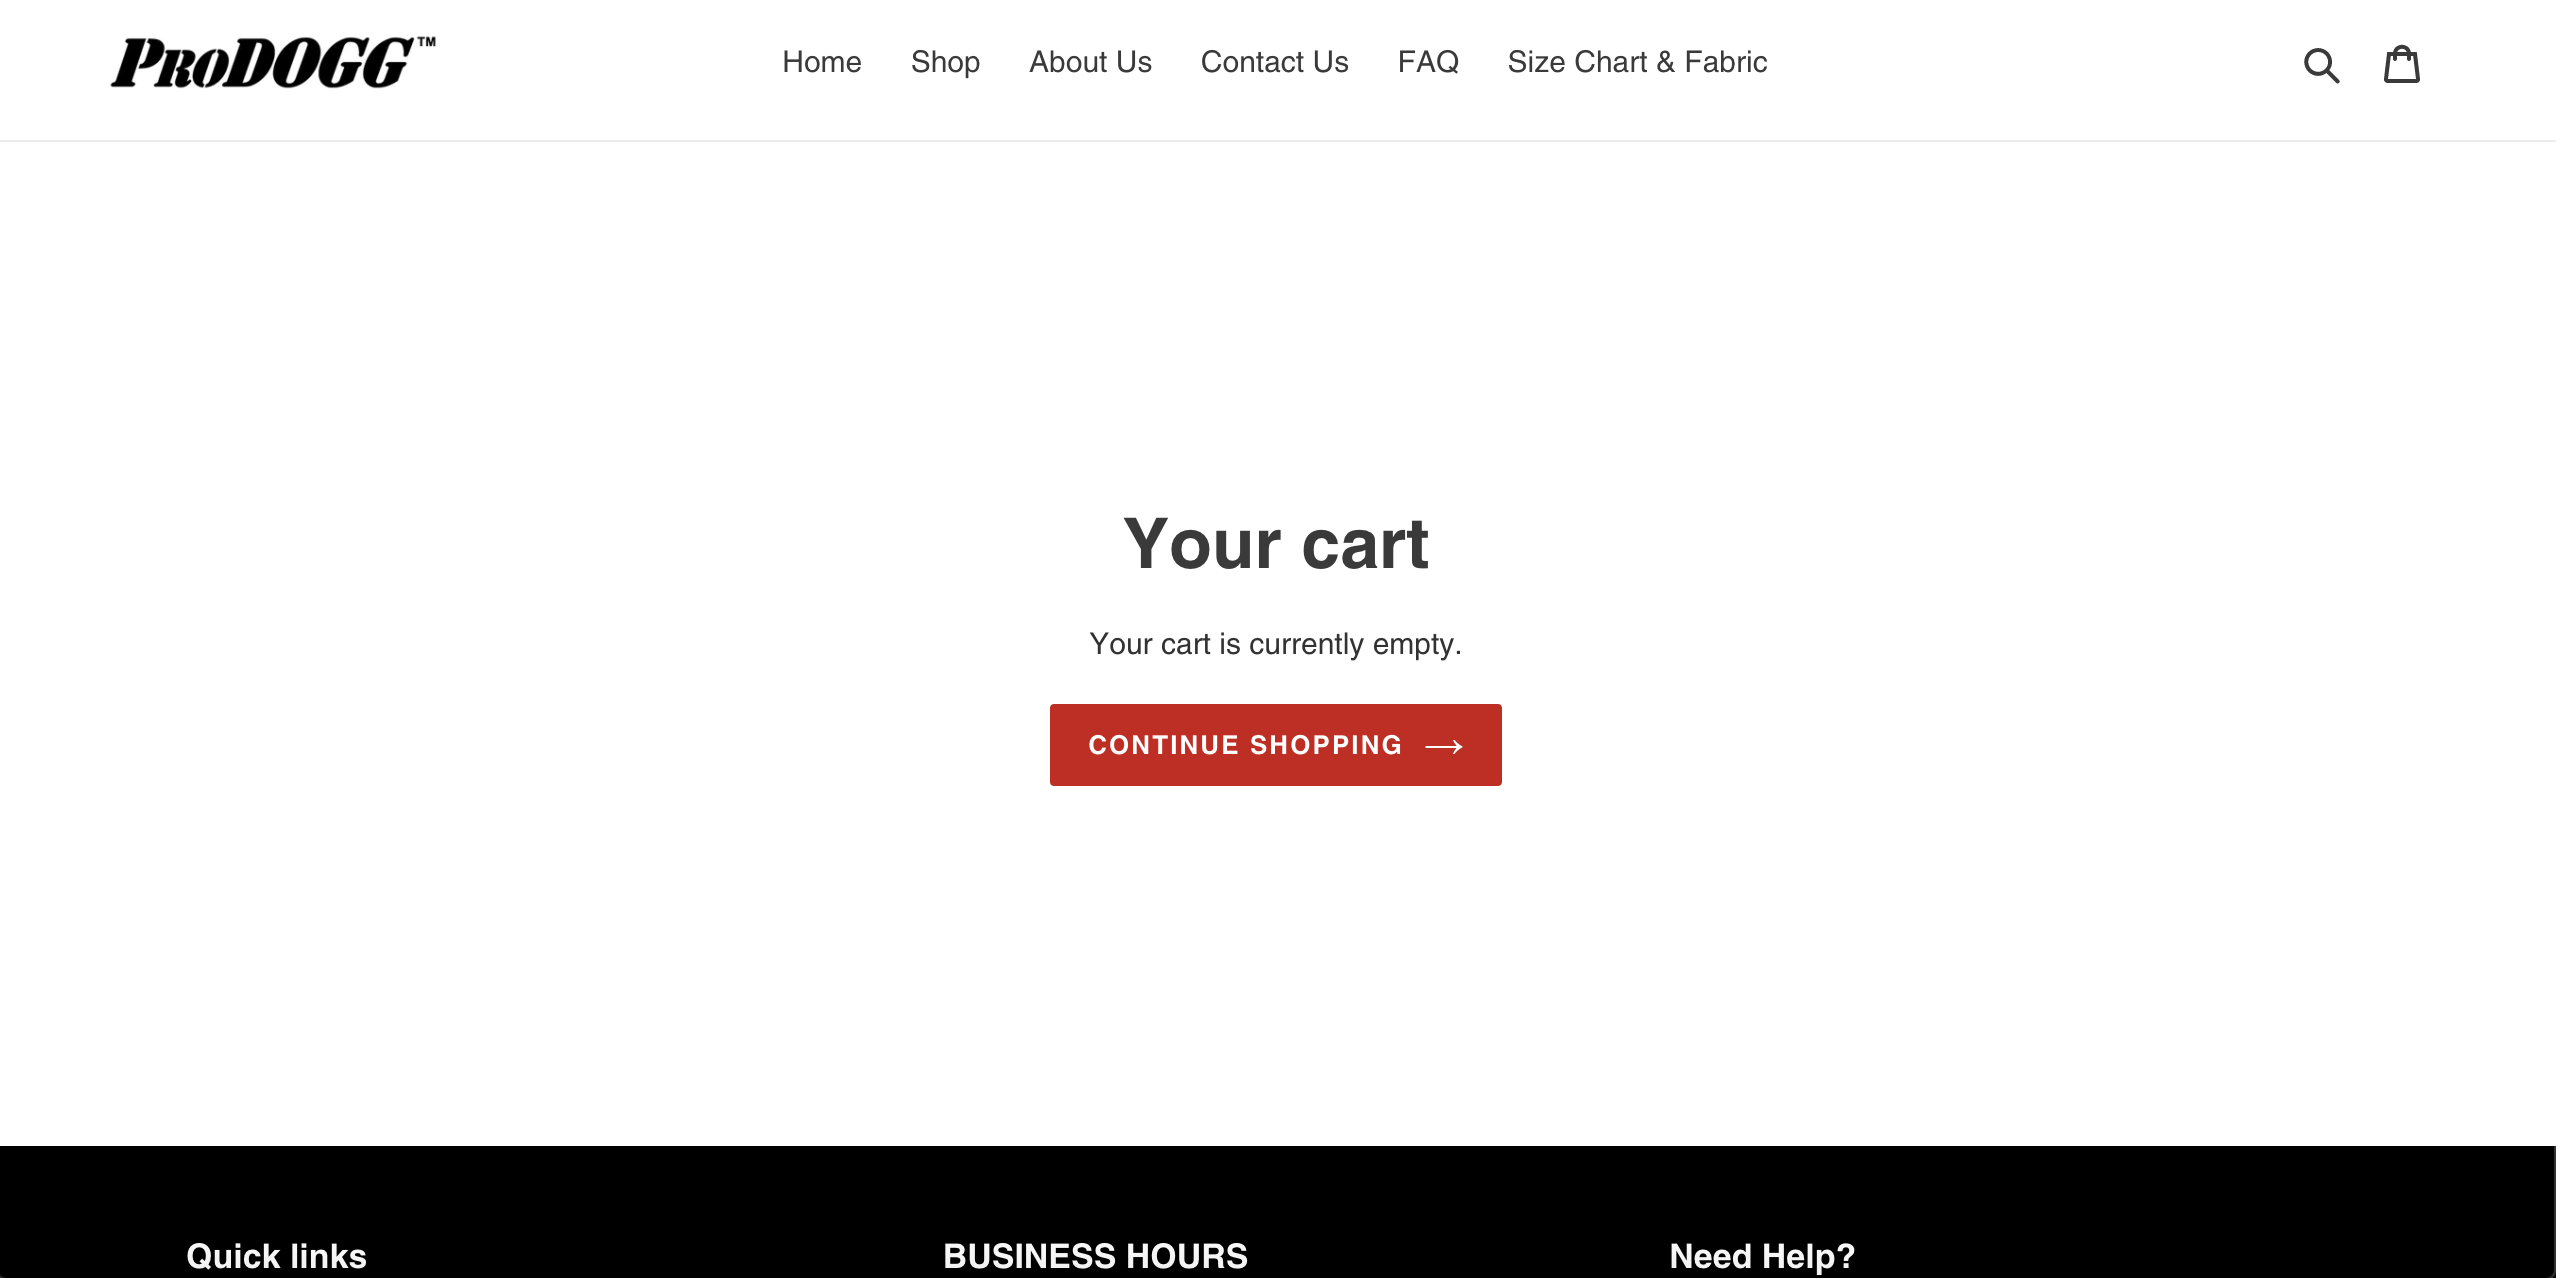 ProDOGG™
Home Shop About Us Contact Us FAQ Size Chart & Fabric
Your cart
Your cart is currently empty.
CONTINUE SHOPPING →
Quick links BUSINESS HOURS Need Help?